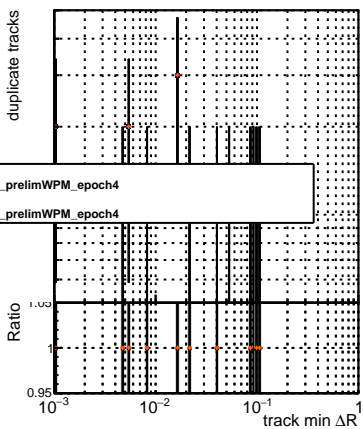 duplicate tracks
_prelimWPM_epoch4
_prelimWPM_epoch4
Ratio
1.05
1
0.95
10⁻³
10⁻²
10⁻¹
1
track min ΔR